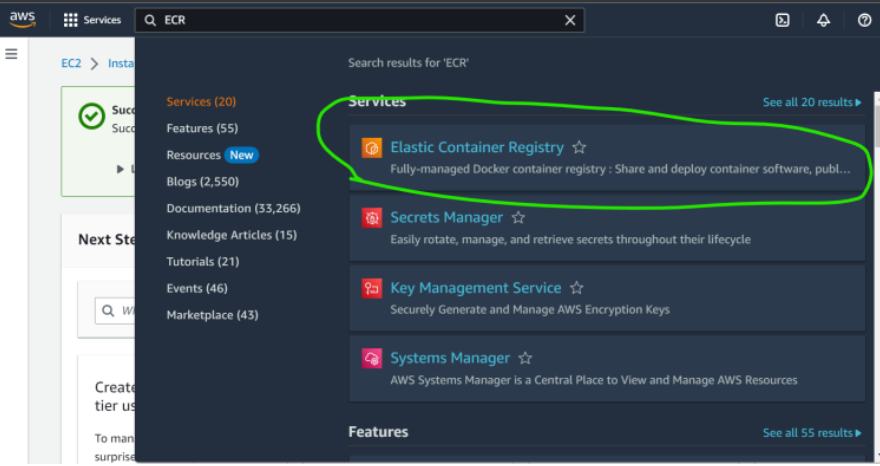 aws Services ECR
EC2 Insta
Search results for 'ECR'
Services (20)
Features (55)
Resources New
Blogs (2,550)
Documentation (33,266)
Knowledge Articles (15)
Tutorials (21)
Events (46)
Marketplace (43)
Services See all 20 results
Elastic Container Registry
Fully-managed Docker container registry : Share and deploy container software, publ...
Secrets Manager
Easily rotate, manage, and retrieve secrets throughout their lifecycle
Key Management Service
Securely Generate and Manage AWS Encryption Keys
Systems Manager
AWS Systems Manager is a Central Place to View and Manage AWS Resources
Features See all 55 results
Succ
Succ
Next Ste
Create
tier us
To man
surprise